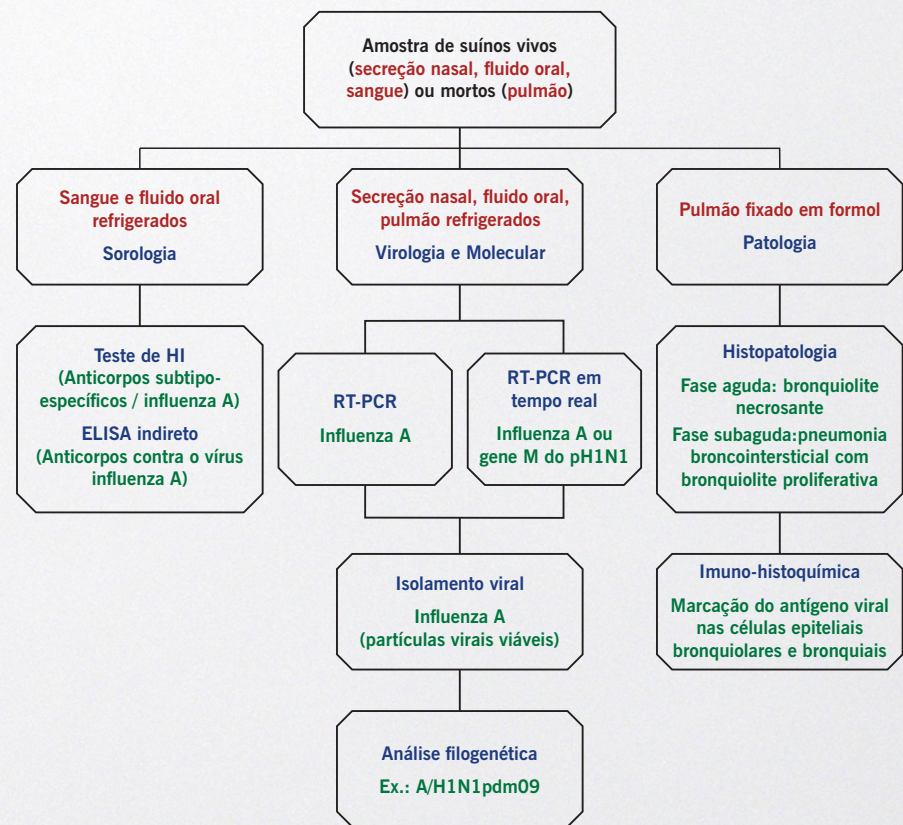 Amostra de suínos vivos
(secreção nasal, fluido oral,
sangue) ou mortos (pulmão)
Sangue e fluido oral
refrigerados
Sorologia
Secreção nasal, fluido oral,
pulmão refrigerados
Virologia e Molecular
Pulmão fixado em formol
Patologia
Teste de HI
(Anticorpos subtipo-
específicos / influenza A)
ELISA indireto
(Anticorpos contra o vírus
influenza A)
RT-PCR
Influenza A
RT-PCR em
tempo real
Influenza A ou
gene M do pH1N1
Histopatologia
Fase aguda: bronquiolite
necrosante
Fase subaguda:pneumonia
broncointersticial com
bronquiolite proliferativa
Isolamento viral
Influenza A
(partículas virais viáveis)
Imuno-histoquímica
Marcação do antígeno viral
nas células epiteliais
bronquiolares e bronquiais
Análise filogenética
Ex.: A/H1N1pdm09